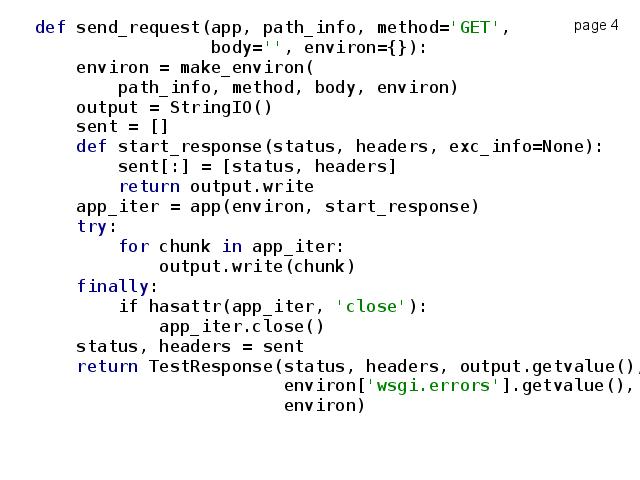 page 4
def send_request(app, path_info, method='GET',
                 body='', environ={}):
    environ = make_environ(
        path_info, method, body, environ)
    output = StringIO()
    sent = []
    def start_response(status, headers, exc_info=None):
        sent[:] = [status, headers]
        return output.write
    app_iter = app(environ, start_response)
    try:
        for chunk in app_iter:
            output.write(chunk)
    finally:
        if hasattr(app_iter, 'close'):
            app_iter.close()
    status, headers = sent
    return TestResponse(status, headers, output.getvalue(),
                        environ['wsgi.errors'].getvalue(),
                        environ)